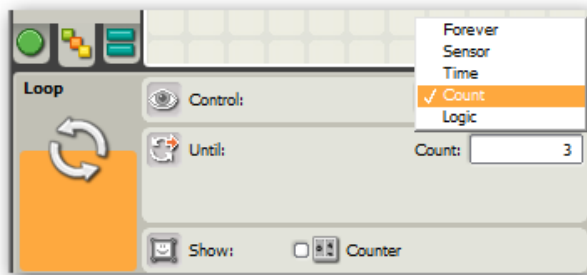 Loop
Control:
Forever
Sensor
Time
Count
Logic
Until:
Count: 3
Show:
Counter